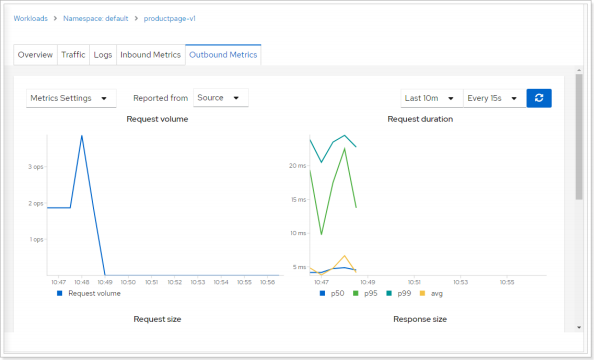 Workloads > Namespace: default > productpage-v1
Overview Traffic Logs Inbound Metrics Outbound Metrics
Metrics Settings Reported from Source Last 10m Every 15s
Request volume
3 ops
2 ops
1 ops
10:47 10:48 10:49 10:50 10:51 10:52 10:53 10:54 10:55 10:56
Request volume
Request duration
20 ms
15 ms
10 ms
5 ms
10:47 10:49 10:51 10:53 10:55
p50 p95 p99 avg
Request size
Response size